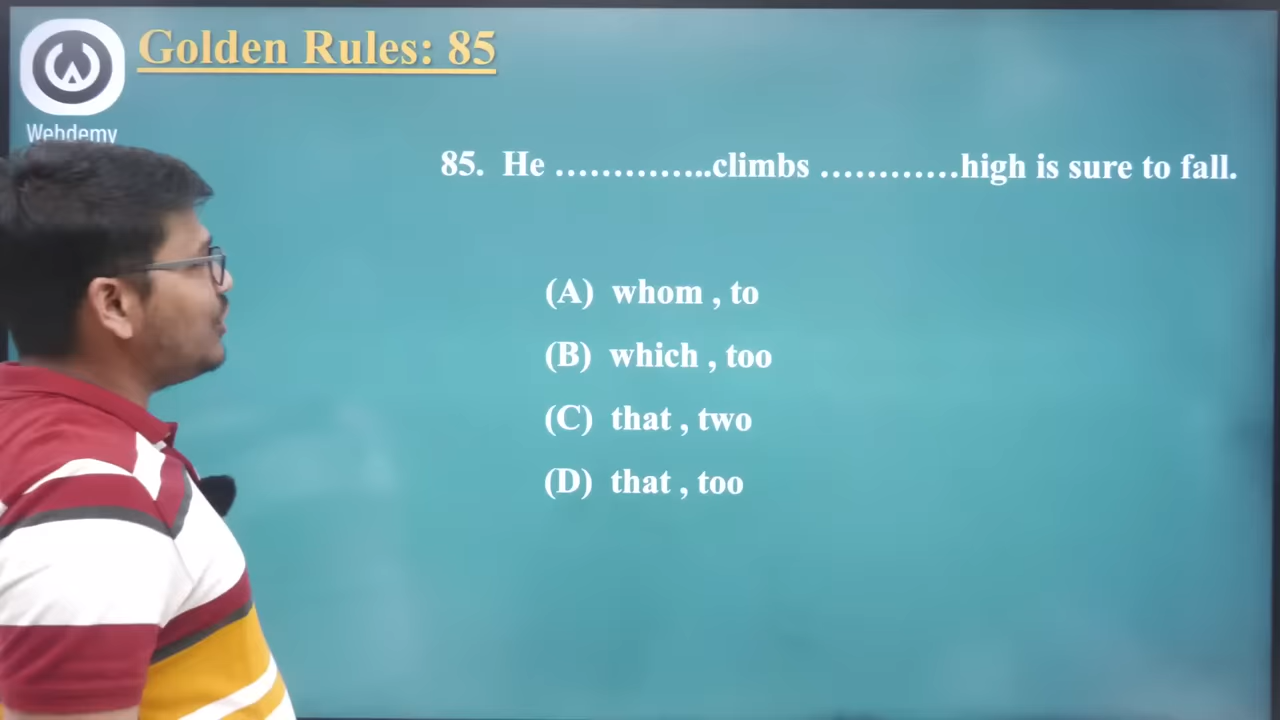 Golden Rules: 85
Webdemy
85. He …………..climbs …………high is sure to fall.
(A) whom , to
(B) which , too
(C) that , two
(D) that , too